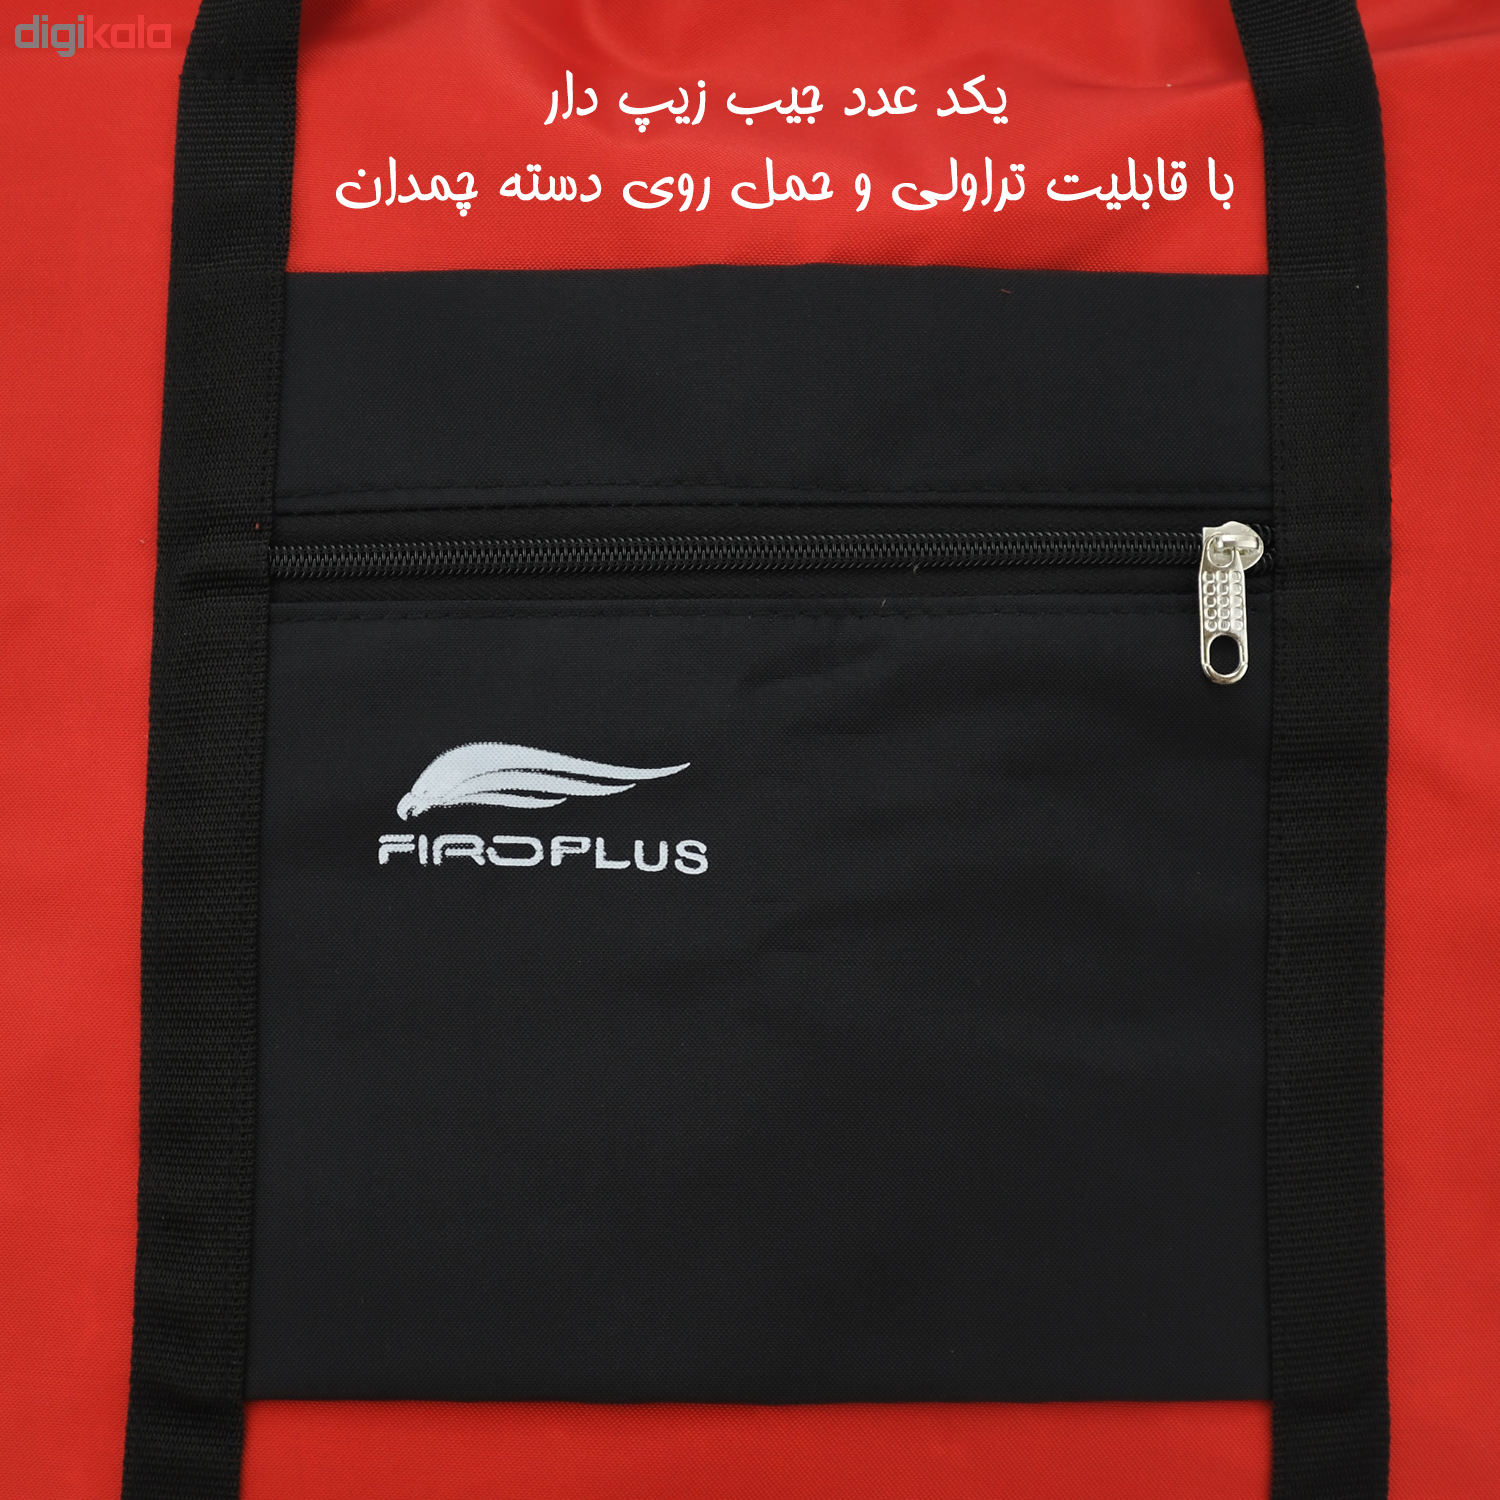 digikala
یکد عدد جیب زیپ دار
با قابلیت تراولی و حمل روی دسته چمدان
FIROPLUS